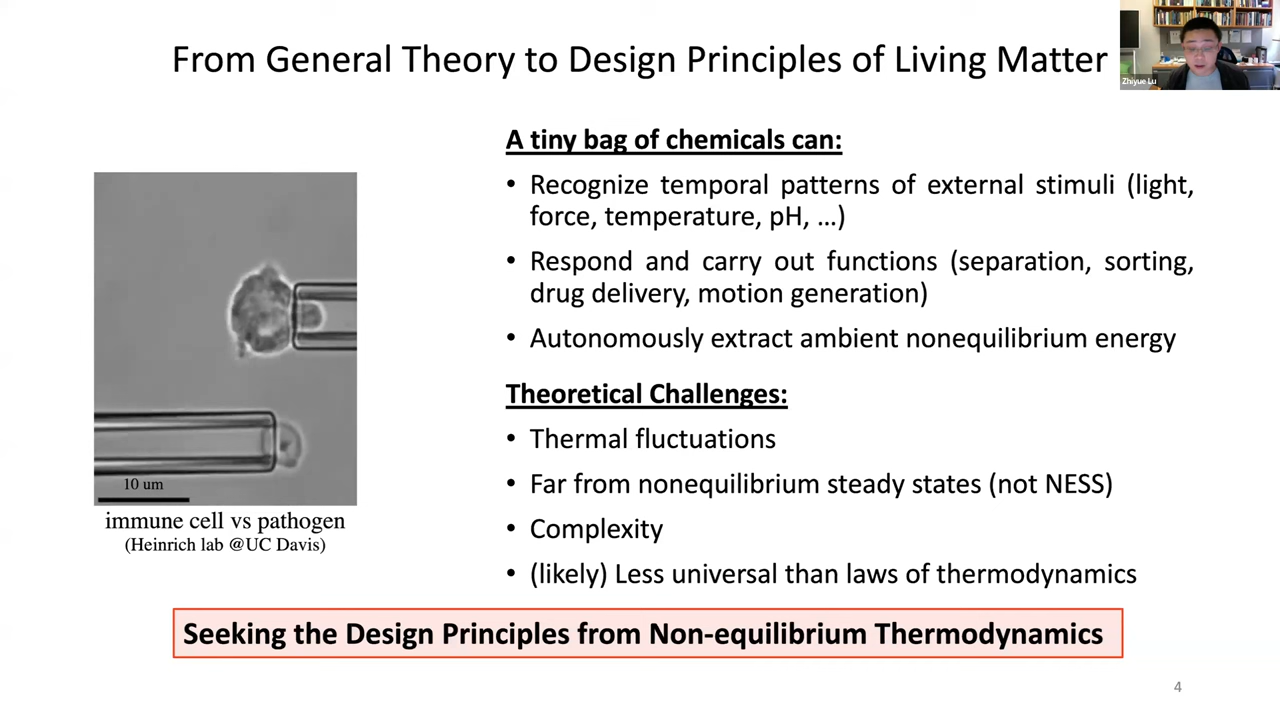 From General Theory to Design Principles of Living Matter
Zhiyue Lu
A tiny bag of chemicals can:
• Recognize temporal patterns of external stimuli (light,
force, temperature, pH, ...)
• Respond and carry out functions (separation, sorting,
drug delivery, motion generation)
• Autonomously extract ambient nonequilibrium energy
Theoretical Challenges:
• Thermal fluctuations
• Far from nonequilibrium steady states (not NESS)
• Complexity
• (likely) Less universal than laws of thermodynamics
10 um
immune cell vs pathogen
(Heinrich lab @UC Davis)
Seeking the Design Principles from Non-equilibrium Thermodynamics
4